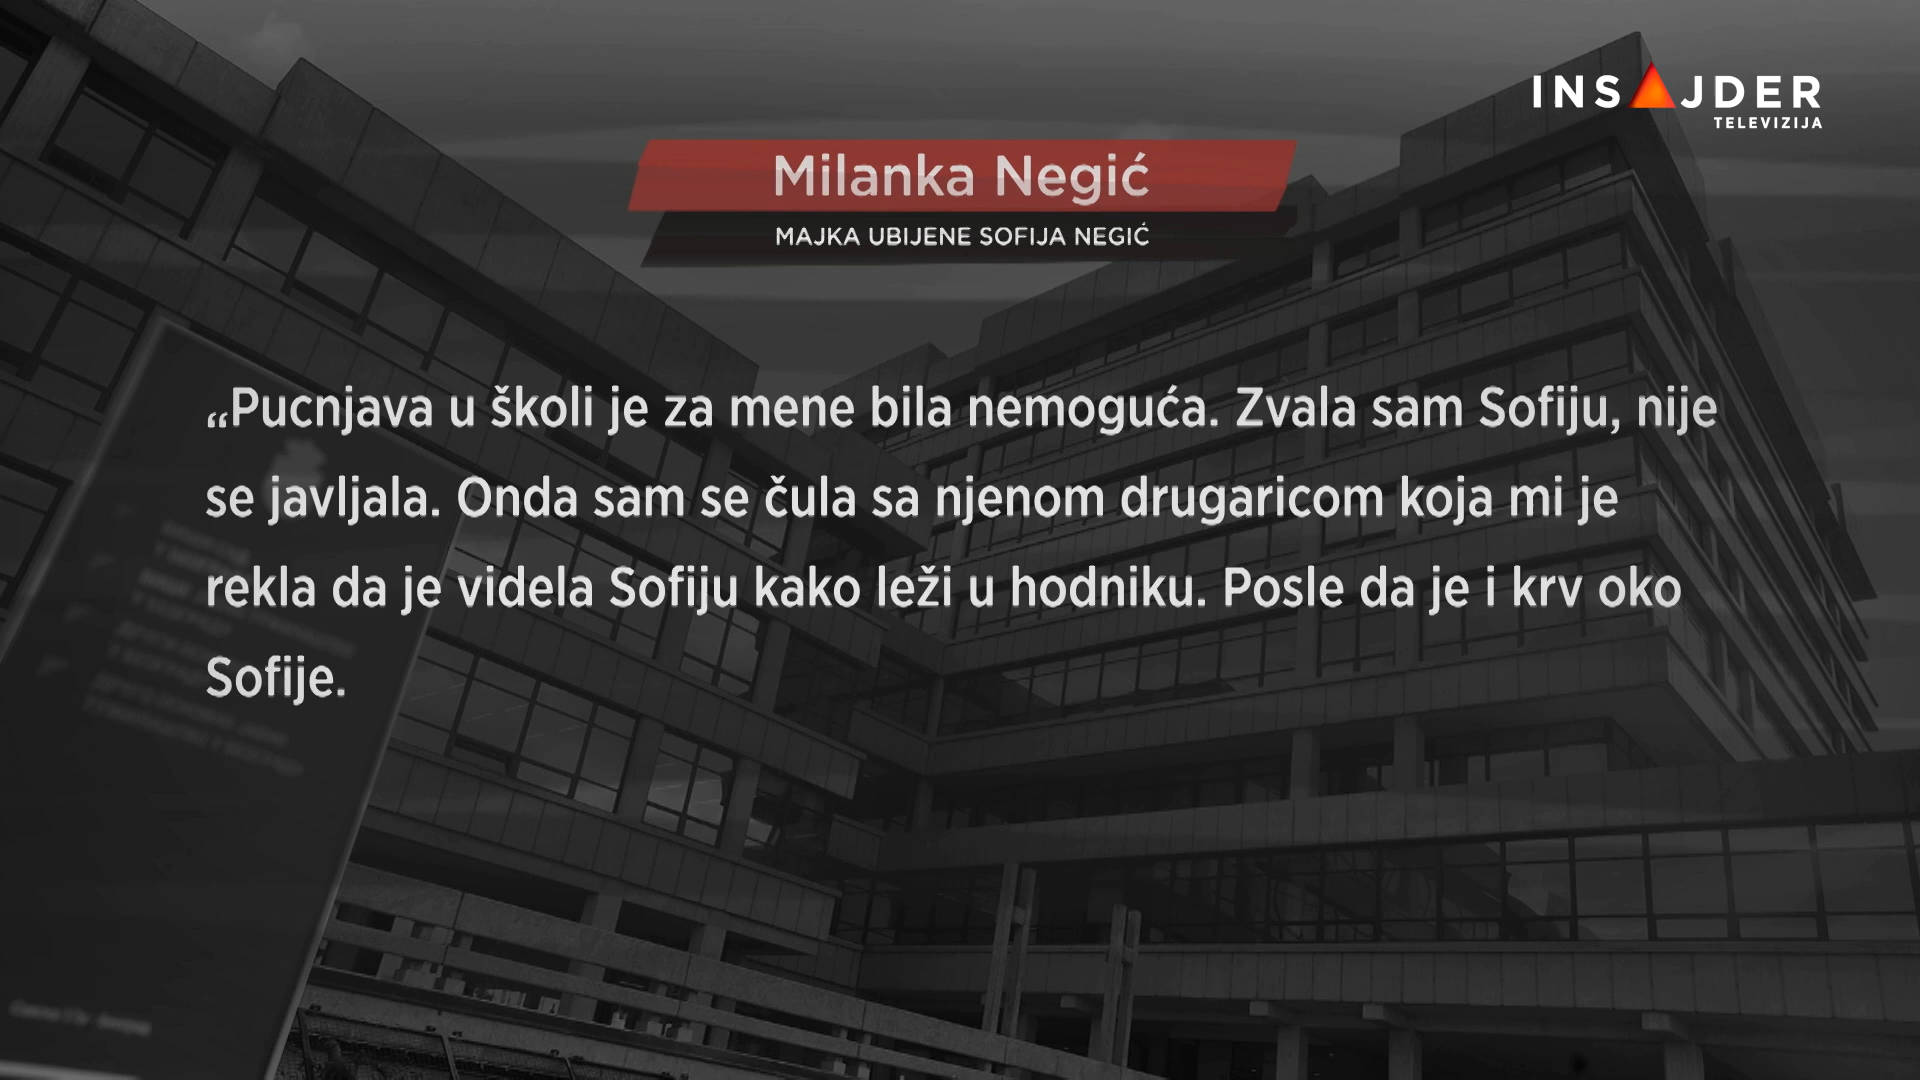 INSAJDER
TELEVIZIJA
Milanka Negić
MAJKA UBIJENE SOFIJA NEGIĆ
„Pucnjava u školi je za mene bila nemoguća. Zvala sam Sofiju, nije
se javljala. Onda sam se čula sa njenom drugaricom koja mi je
rekla da je videla Sofiju kako leži u hodniku. Posle da je i krv oko
Sofije.